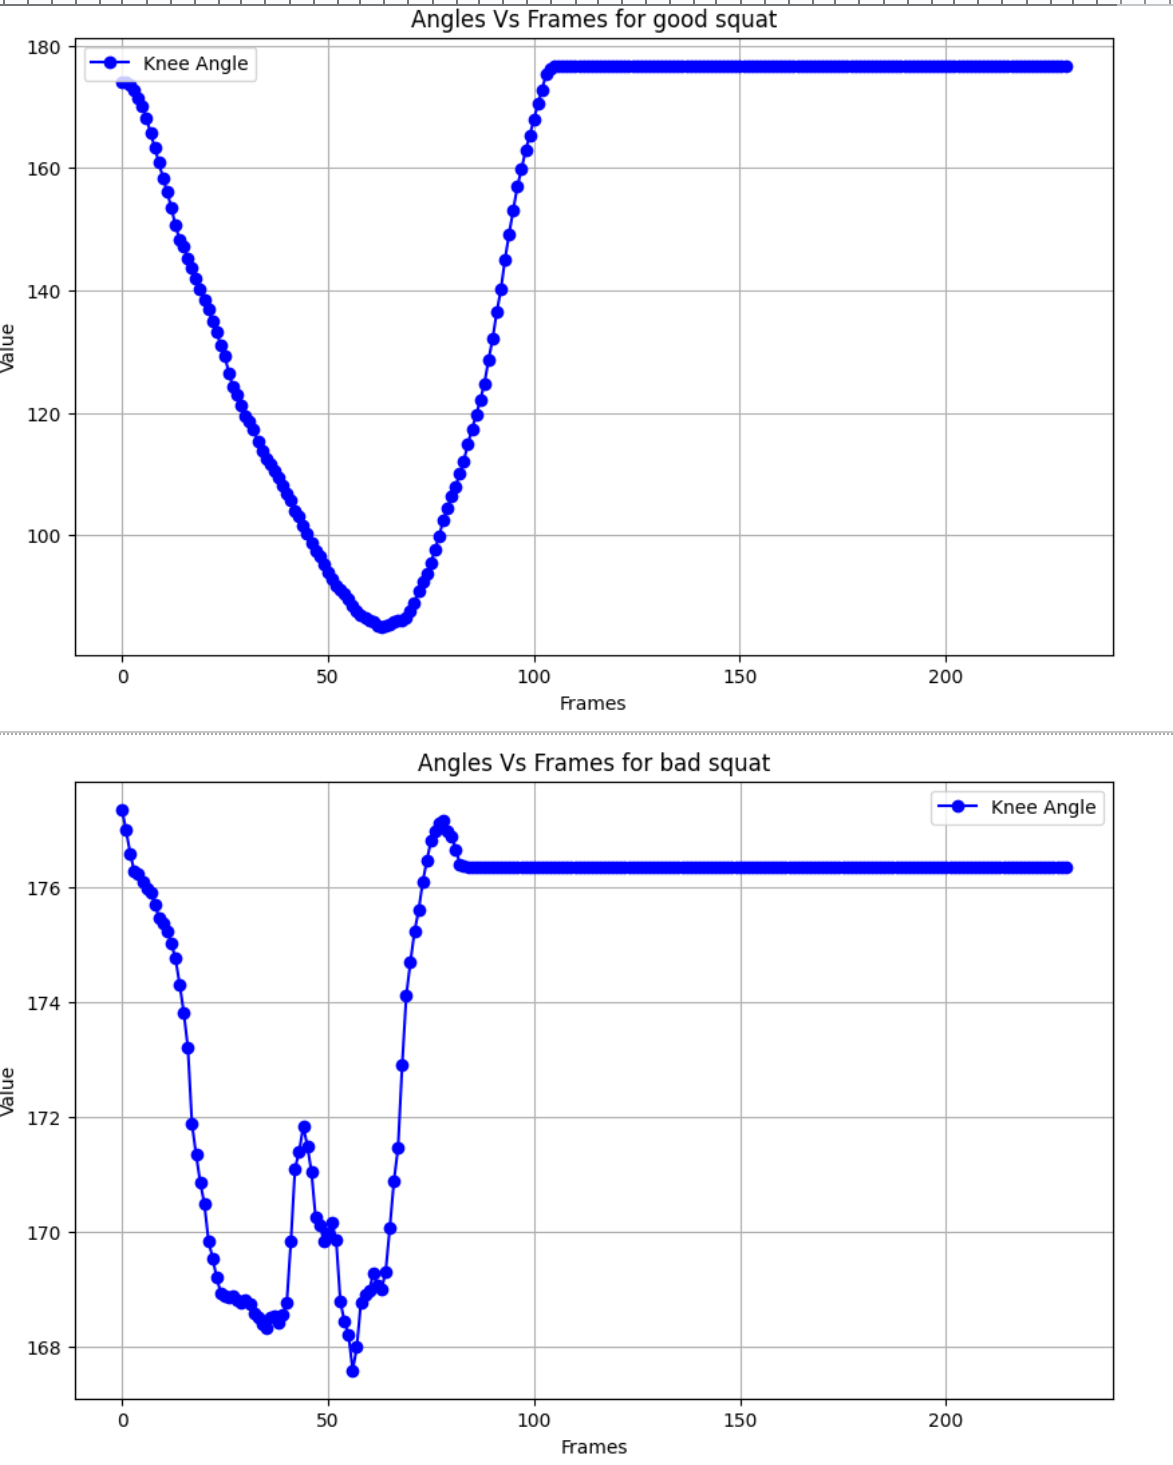 Angles Vs Frames for good squat
Knee Angle
180
160
140
120
100
Value
0 50 100 150 200
Frames
Angles Vs Frames for bad squat
Knee Angle
176
174
172
170
168
Value
0 50 100 150 200
Frames